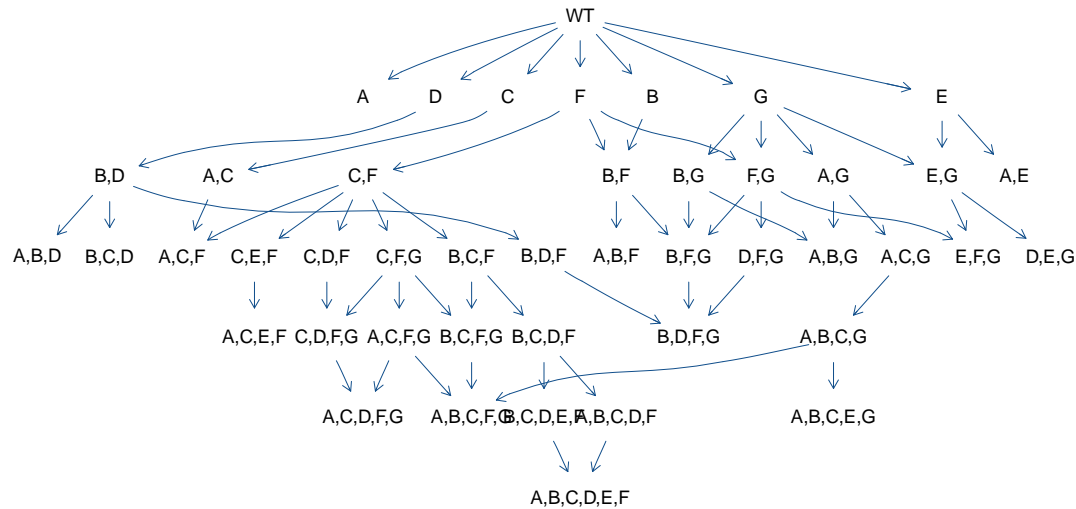 WT
A D C F B G E
B,D A,C C,F B,F B,G F,G A,G E,G A,E
A,B,D B,C,D A,C,F C,E,F C,D,F C,F,G B,C,F B,D,F A,B,F B,F,G D,F,G A,B,G A,C,G E,F,G D,E,G
A,C,E,F C,D,F,G A,C,F,G B,C,F,G B,C,D,F B,D,F,G A,B,C,G
A,C,D,F,G A,B,C,F,G B,C,D,E,F A,B,C,D,F A,B,C,E,G
A,B,C,D,E,F